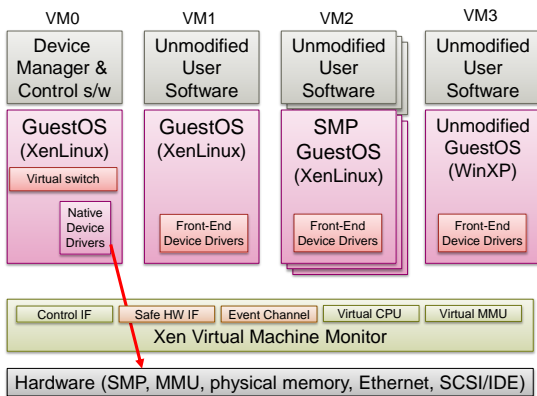 VM0
VM1
VM2
VM3
Device
Manager &
Control s/w
Unmodified
User
Software
Unmodified
User
Software
Unmodified
User
Software
GuestOS
(XenLinux)
Virtual switch
Native
Device
Drivers
GuestOS
(XenLinux)
Front-End
Device Drivers
SMP
GuestOS
(XenLinux)
Front-End
Device Drivers
Unmodified
GuestOS
(WinXP)
Front-End
Device Drivers
Control IF
Safe HW IF
Event Channel
Virtual CPU
Virtual MMU
Xen Virtual Machine Monitor
Hardware (SMP, MMU, physical memory, Ethernet, SCSI/IDE)